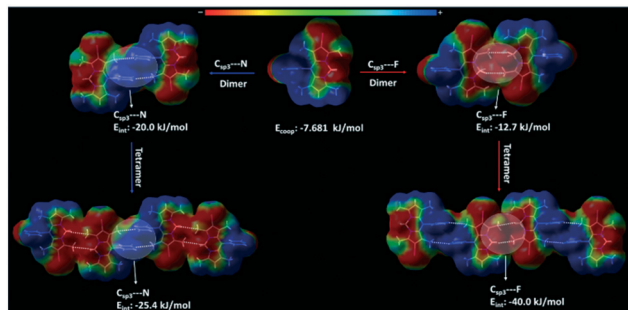 − +
Csp3---N
Dimer
Csp3---F
Dimer
Csp3---N
Eint: -20.0 kJ/mol
Ecoop: -7.681 kJ/mol
Csp3---F
Eint: -12.7 kJ/mol
Tetramer
Tetramer
Csp3---N
Eint: -25.4 kJ/mol
Csp3---F
Eint: -40.0 kJ/mol